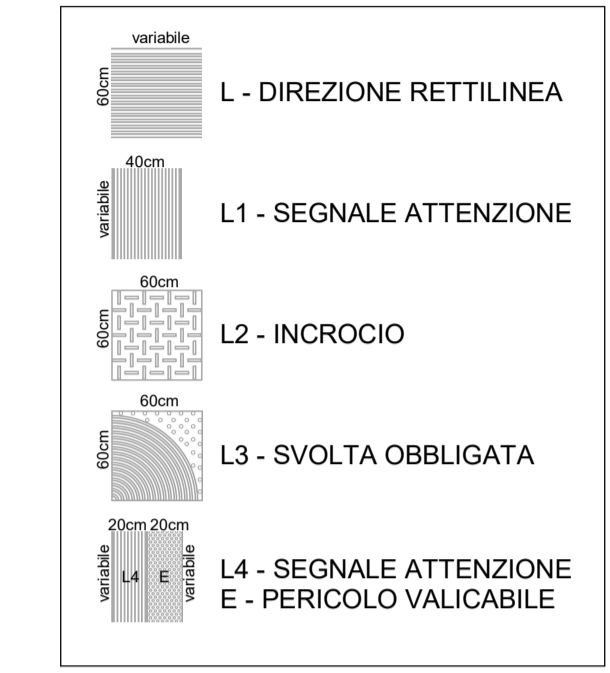 variabile
60cm
L - DIREZIONE RETTILINEA
40cm
variabile
L1 - SEGNALE ATTENZIONE
60cm
60cm
L2 - INCROCIO
60cm
60cm
L3 - SVOLTA OBBLIGATA
20cm 20cm
variabile
L4
E
variabile
L4 - SEGNALE ATTENZIONE
E - PERICOLO VALICABILE